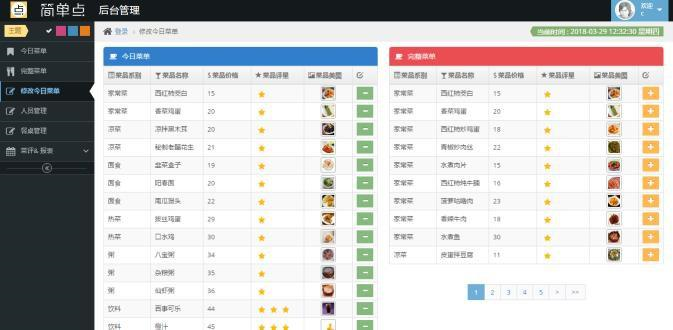 点 简单点 后台管理
欢迎
c
主题
今日菜单
完整菜单
修改今日菜单
人员管理
餐桌管理
菜评& 报表
登录 » 修改今日菜单
当前时间:2018-03-29 12:32:30 星期四
今日菜单
菜品系别 菜品名称 $ 菜品价格 菜品评星 菜品美图
家常菜 西红柿茭白 15
家常菜 香菜鸡蛋 20
凉菜 凉拌黑木耳 20
凉菜 秘制老醋花生 21
面食 韭菜盒子 19
面食 阳春面 20
面食 南瓜馒头 22
热菜 拔丝鸡蛋 29
热菜 口水鸡 30
粥 八宝粥 34
粥 杂粮粥 35
粥 仙虾粥 36
饮料 百事可乐 44
饮料 橙汁 45
完整菜单
菜品系别 菜品名称 $ 菜品价格 菜品评星 菜品美图
家常菜 西红柿茭白 15
家常菜 香菜鸡蛋 20
家常菜 西红柿炒鸡蛋 18
家常菜 青椒炒肉丝 22
家常菜 水煮肉片 15
家常菜 西红柿炖牛腩 16
家常菜 菠萝咕噜肉 23
家常菜 香辣牛肉 18
家常菜 水煮鱼 30
凉菜 皮蛋拌豆腐 11
1 2 3 4 5 > >>